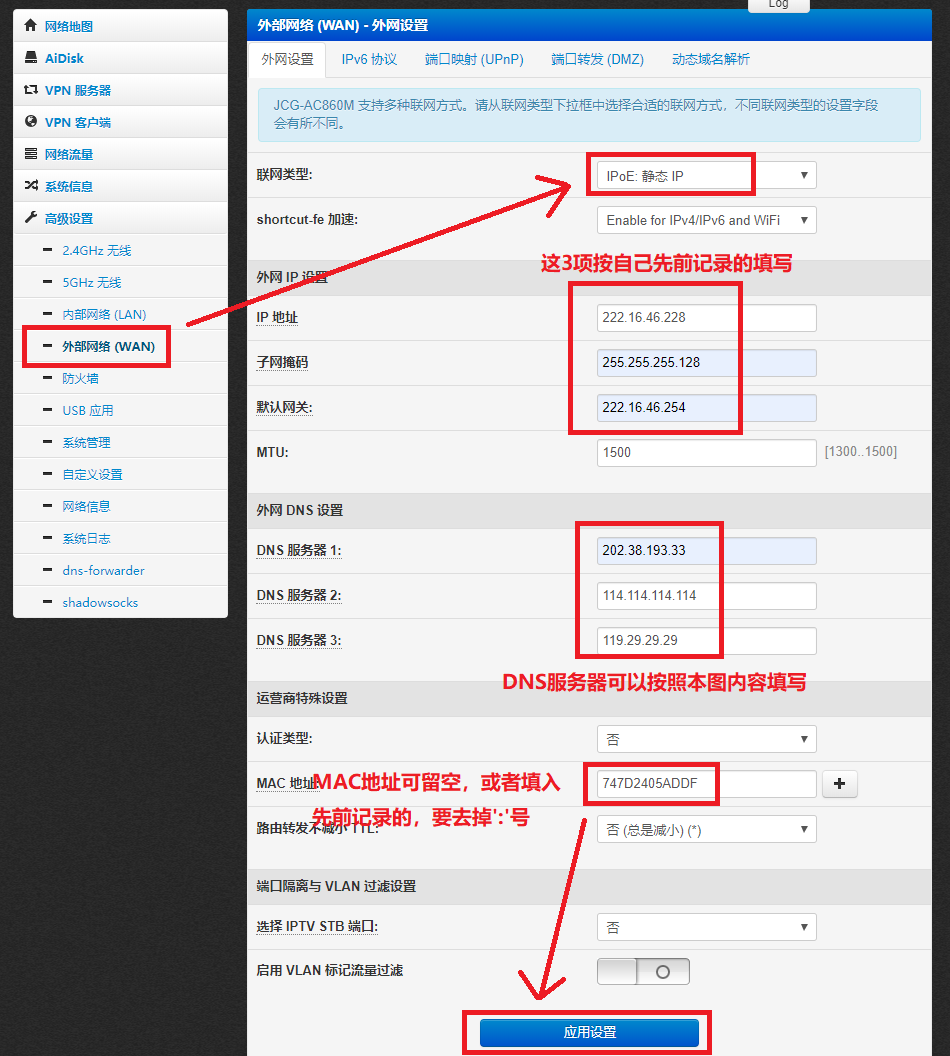 Log
网络地图
AiDisk
VPN 服务器
VPN 客户端
网络流量
系统信息
高级设置
2.4GHz 无线
5GHz 无线
内部网络 (LAN)
外部网络 (WAN)
防火墙
USB 应用
系统管理
自定义设置
网络信息
系统日志
dns-forwarder
shadowsocks
外部网络 (WAN) - 外网设置
外网设置 IPv6 协议 端口映射 (UPnP) 端口转发 (DMZ) 动态域名解析
JCG-AC860M 支持多种联网方式。请从联网类型下拉框中选择合适的联网方式，不同联网类型的设置字段
会有所不同。
联网类型: IPoE: 静态 IP
shortcut-fe 加速: Enable for IPv4/IPv6 and WiFi
这3项按自己先前记录的填写
外网 IP 设置
IP 地址 222.16.46.228
子网掩码 255.255.255.128
默认网关: 222.16.46.254
MTU: 1500 [1300..1500]
外网 DNS 设置
DNS 服务器 1: 202.38.193.33
DNS 服务器 2: 114.114.114.114
DNS 服务器 3: 119.29.29.29
DNS服务器可以按照本图内容填写
运营商特殊设置
认证类型: 否
MAC 地址: 747D2405ADDF +
MAC地址可留空，或者填入
先前记录的，要去掉':'号
路由转发不减小 TTL: 否 (总是减小) (*)
端口隔离与 VLAN 过滤设置
选择 IPTV STB 端口: 否
启用 VLAN 标记流量过滤
应用设置